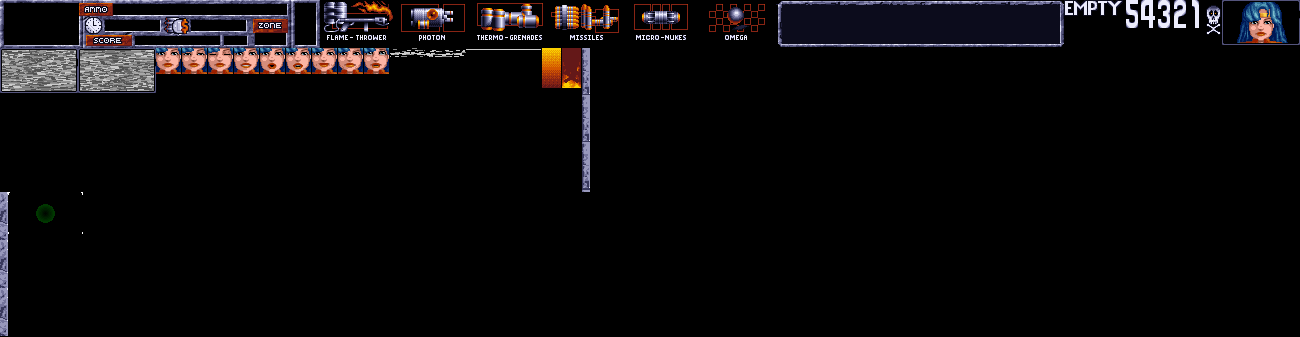 AMMO
ZONE
SCORE
FLAME-THROWER
PHOTON
THERMO-GRENADES
MISSILES
MICRO-NUKES
OMEGA
EMPTY
54321